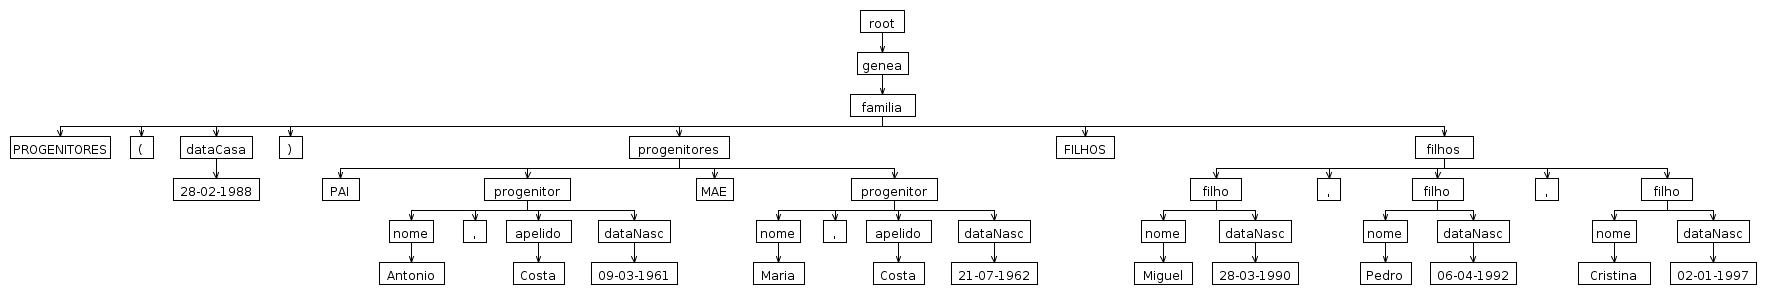 root
genea
familia
PROGENITORES ( dataCasa ) progenitores FILHOS filhos
28-02-1988 PAI progenitor MAE progenitor filho , filho , filho
nome , apelido dataNasc nome , apelido dataNasc nome dataNasc nome dataNasc nome dataNasc
Antonio Costa 09-03-1961 Maria Costa 21-07-1962 Miguel 28-03-1990 Pedro 06-04-1992 Cristina 02-01-1997